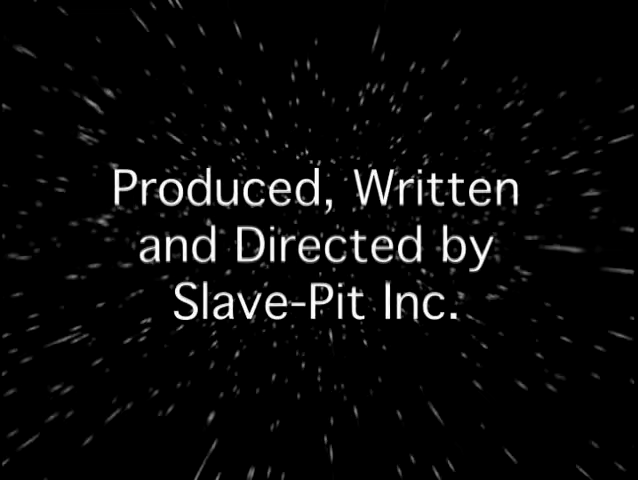 Produced, Written
and Directed by
Slave-Pit Inc.